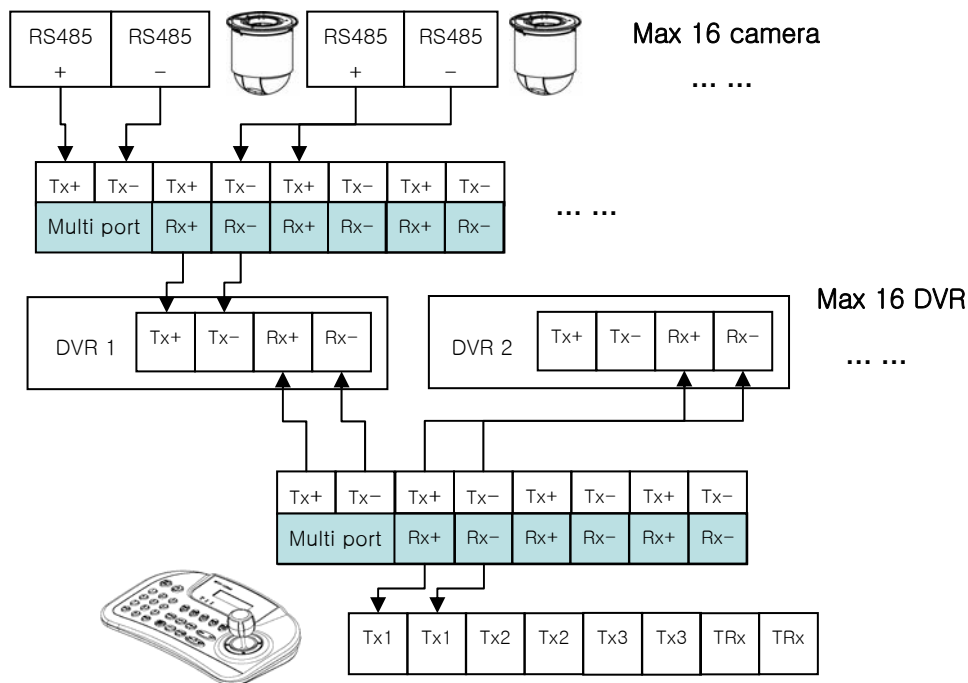 RS485 RS485 RS485 RS485 Max 16 camera
+ − + − ... ...
Tx+ Tx− Tx+ Tx− Tx+ Tx− Tx+ Tx−
Multi port Rx+ Rx− Rx+ Rx− Rx+ Rx− ... ...
Max 16 DVR
DVR 1 Tx+ Tx− Rx+ Rx− DVR 2 Tx+ Tx− Rx+ Rx− ... ...
Tx+ Tx− Tx+ Tx− Tx+ Tx− Tx+ Tx−
Multi port Rx+ Rx− Rx+ Rx− Rx+ Rx−
Tx1 Tx1 Tx2 Tx2 Tx3 Tx3 TRx TRx